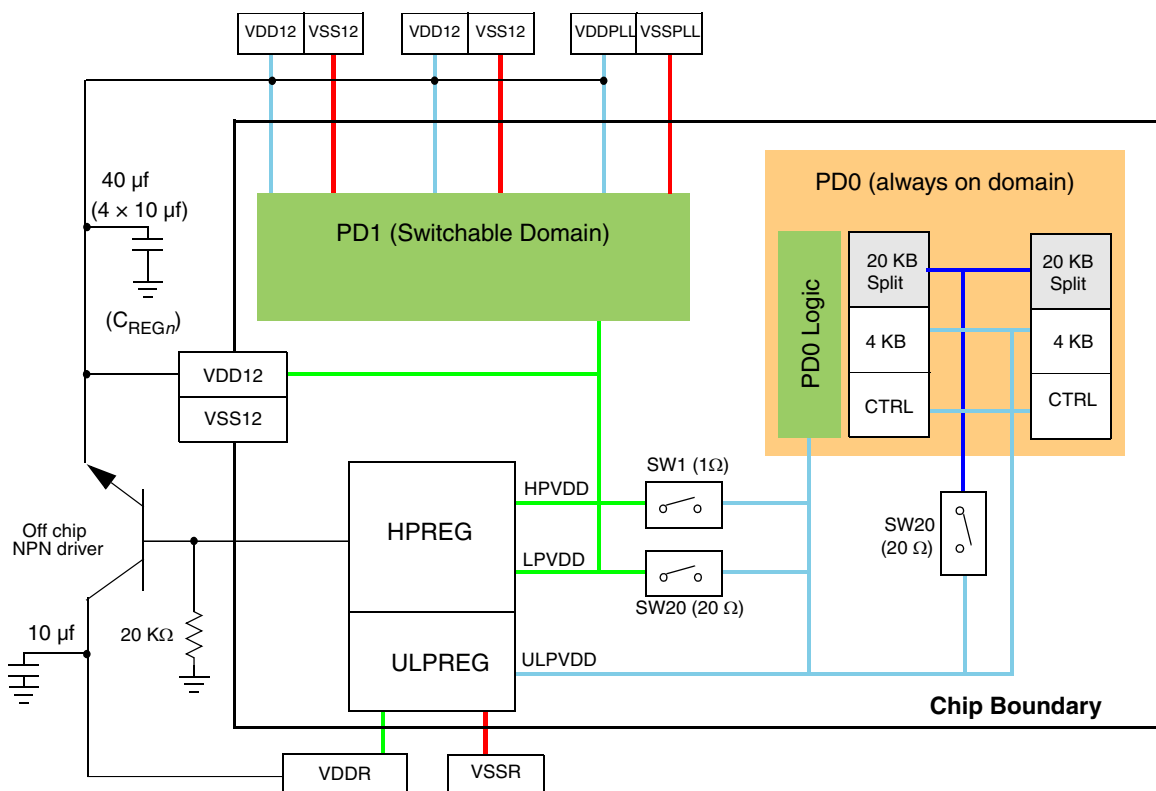 VDD12 VSS12
VDD12 VSS12
VDDPLL VSSPLL
40 µf
(4 × 10 µf)
(CREGn)
PD1 (Switchable Domain)
PD0 (always on domain)
PD0 Logic
20 KB
Split
4 KB
CTRL
20 KB
Split
4 KB
CTRL
VDD12
VSS12
Off chip
NPN driver
10 µf
20 KΩ
HPREG
ULPREG
HPVDD
LPVDD
ULPVDD
SW1 (1Ω)
SW20 (20 Ω)
SW20
(20 Ω)
Chip Boundary
VDDR
VSSR